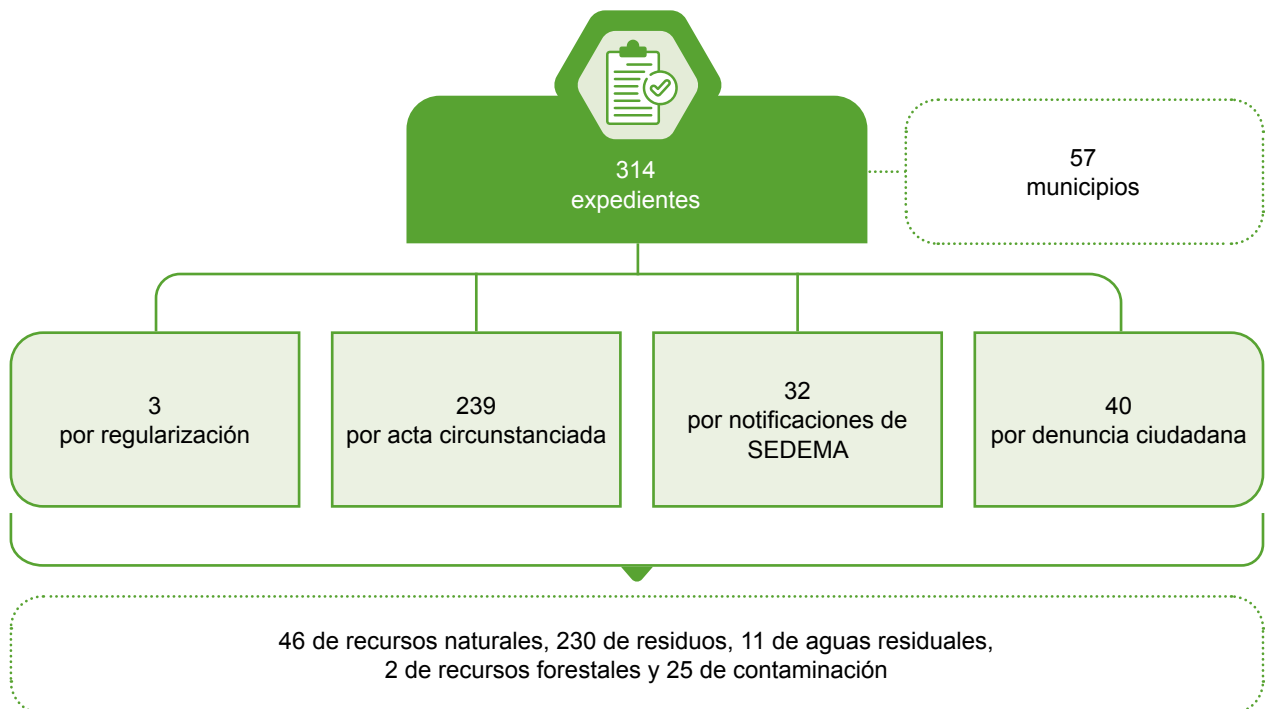 314
expedientes
57
municipios
3
por regularización
239
por acta circunstanciada
32
por notificaciones de
SEDEMA
40
por denuncia ciudadana
46 de recursos naturales, 230 de residuos, 11 de aguas residuales,
2 de recursos forestales y 25 de contaminación